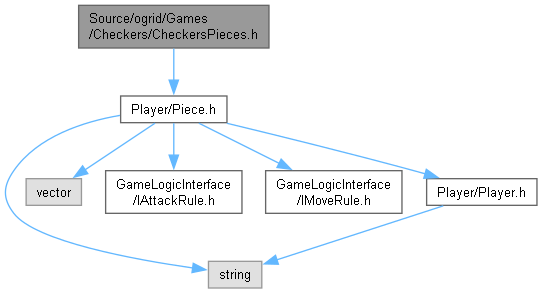 Source/ogrid/Games
/Checkers/CheckersPieces.h
Player/Piece.h
vector
GameLogicInterface
/IAttackRule.h
GameLogicInterface
/IMoveRule.h
Player/Player.h
string